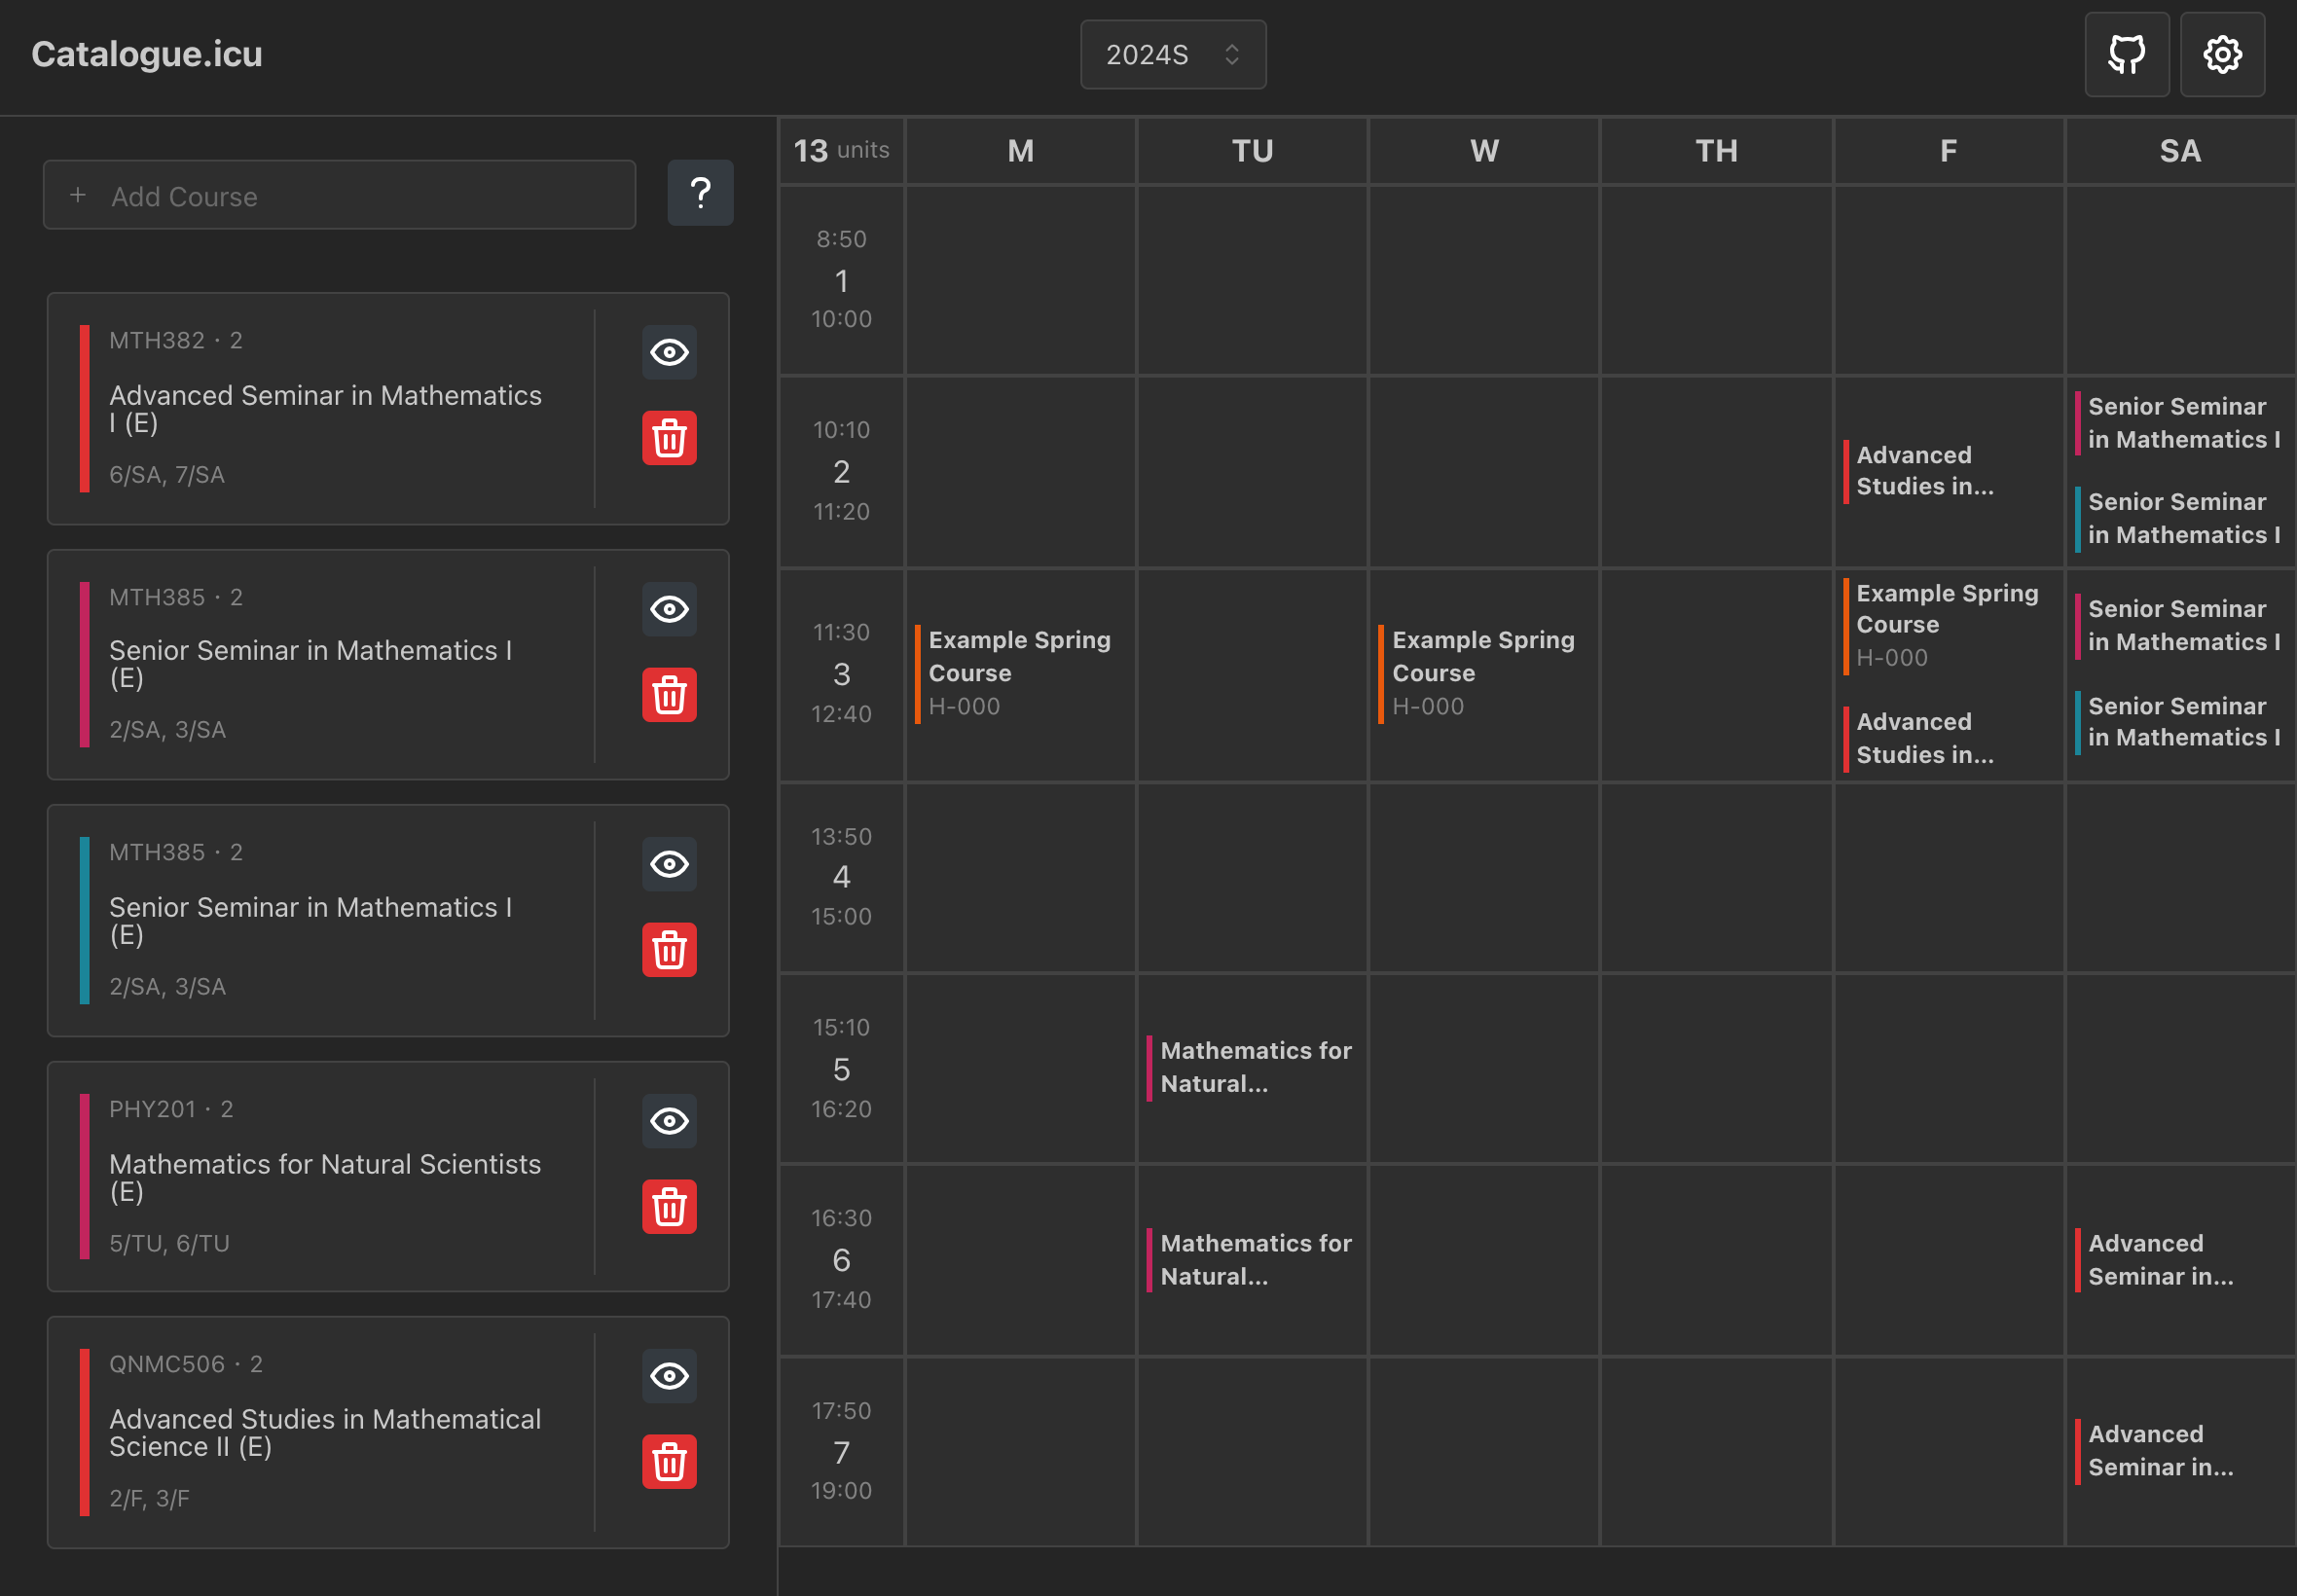 Catalogue.icu
2024S
+ Add Course
?
MTH382 · 2
Advanced Seminar in Mathematics
I (E)
6/SA, 7/SA
MTH385 · 2
Senior Seminar in Mathematics I
(E)
2/SA, 3/SA
MTH385 · 2
Senior Seminar in Mathematics I
(E)
2/SA, 3/SA
PHY201 · 2
Mathematics for Natural Scientists
(E)
5/TU, 6/TU
QNMC506 · 2
Advanced Studies in Mathematical
Science II (E)
2/F, 3/F
13 units M TU W TH F SA
8:50
1
10:00
10:10
2
11:20
Advanced
Studies in...
Senior Seminar
in Mathematics I
Senior Seminar
in Mathematics I
11:30
3
12:40
Example Spring
Course
H-000
Example Spring
Course
H-000
Example Spring
Course
H-000
Advanced
Studies in...
Senior Seminar
in Mathematics I
Senior Seminar
in Mathematics I
13:50
4
15:00
15:10
5
16:20
Mathematics for
Natural...
16:30
6
17:40
Mathematics for
Natural...
Advanced
Seminar in...
17:50
7
19:00
Advanced
Seminar in...